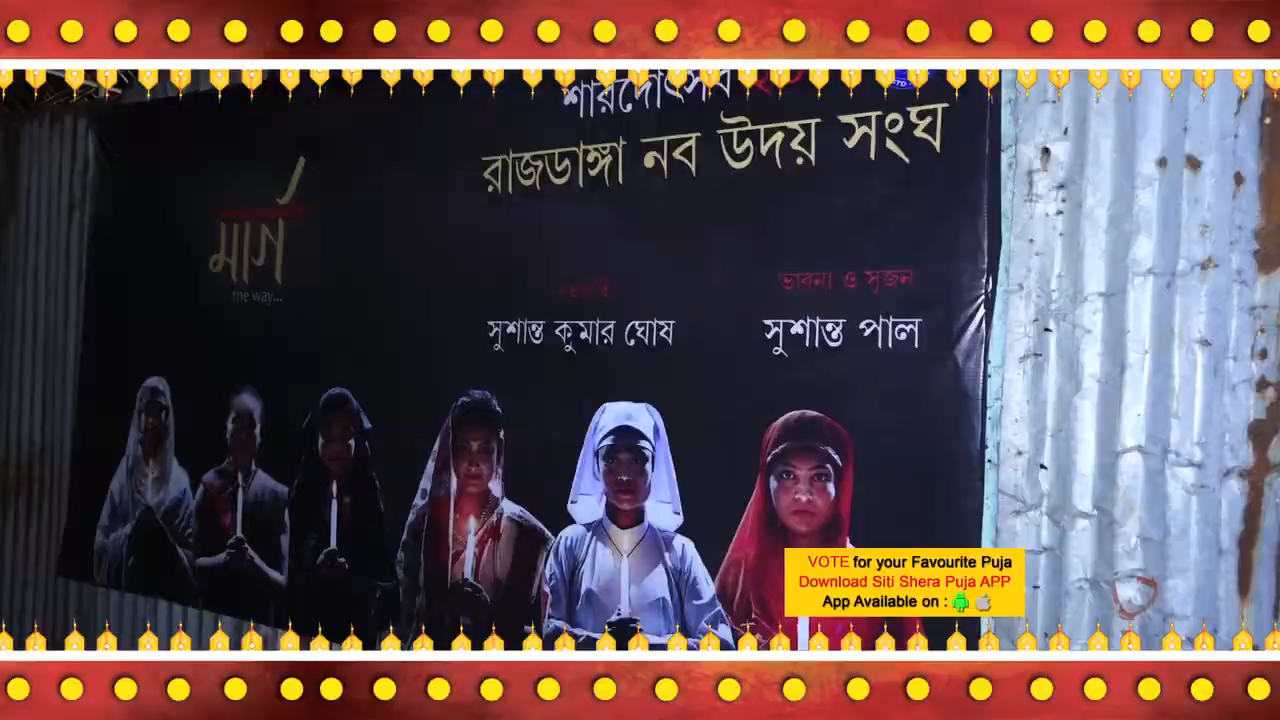 শারদোৎসব
রাজডাঙ্গা নব উদয় সংঘ
মার্গ
the way...
ভাবনা ও সৃজন
সুশান্ত কুমার ঘোষ
সুশান্ত পাল
VOTE for your Favourite Puja
Download Siti Shera Puja APP
App Available on :